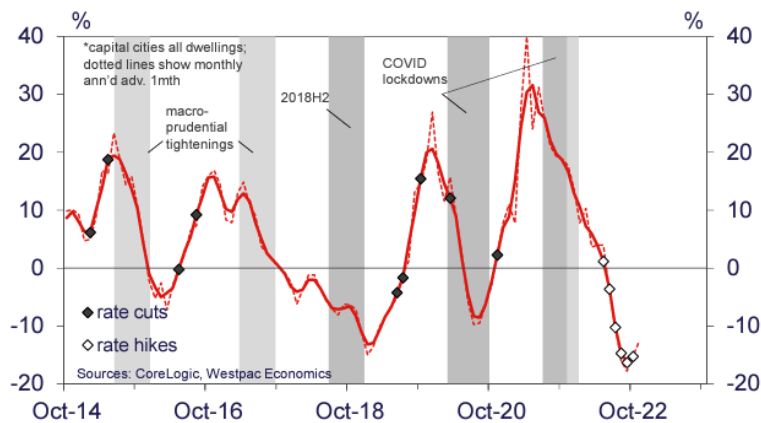 % %
40 40
*capital cities all dwellings;
dotted lines show monthly
ann'd adv. 1mth
COVID
lockdowns
30 30
2018H2
macro-
prudential
tightenings
20 20
10 10
0 0
rate cuts
-10 -10
rate hikes
Sources: CoreLogic, Westpac Economics
-20 -20
Oct-14 Oct-16 Oct-18 Oct-20 Oct-22